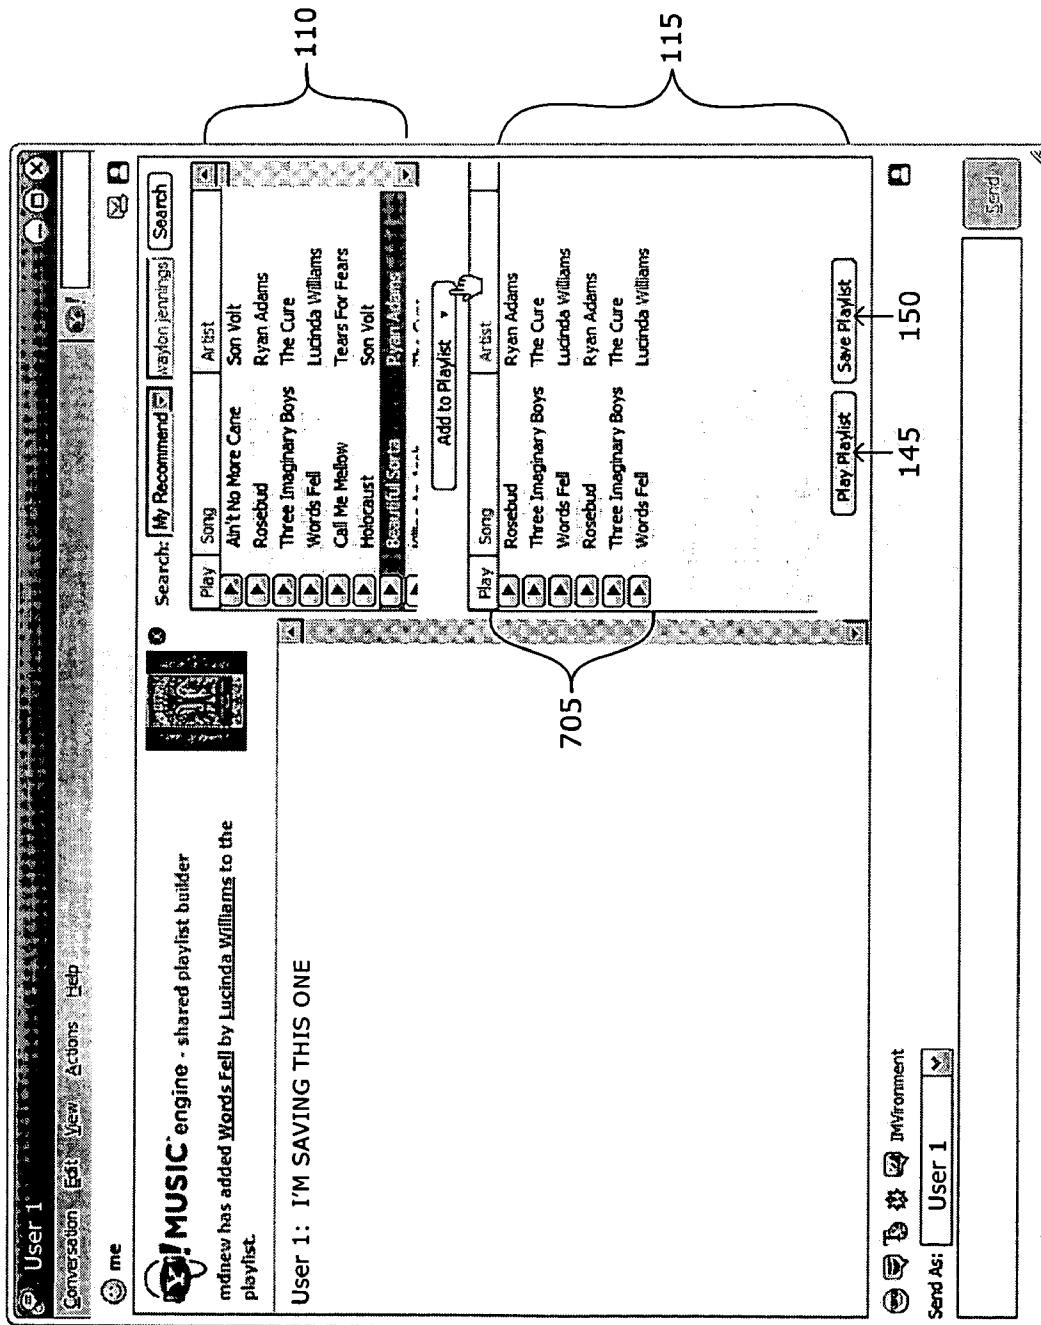 User 1
Conversation Edit View Actions Help
me
Y! MUSIC engine - shared playlist builder
mdnew has added Words Fell by Lucinda Williams to the
playlist.
User 1: I'M SAVING THIS ONE
Search: My Recommend waylon jennings Search
Play Song Artist
Ain't No More Cane Son Volt
Rosebud Ryan Adams
Three Imaginary Boys The Cure
Words Fell Lucinda Williams
Call Me Mellow Tears For Fears
Holocaust Son Volt
Beautiful Sorta Ryan Adams
110
Add to Playlist
Play Song Artist
Rosebud Ryan Adams
Three Imaginary Boys The Cure
Words Fell Lucinda Williams
Rosebud Ryan Adams
Three Imaginary Boys The Cure
Words Fell Lucinda Williams
115
705
Play Playlist Save Playlist
145 150
IMVironment
Send As: User 1
Send